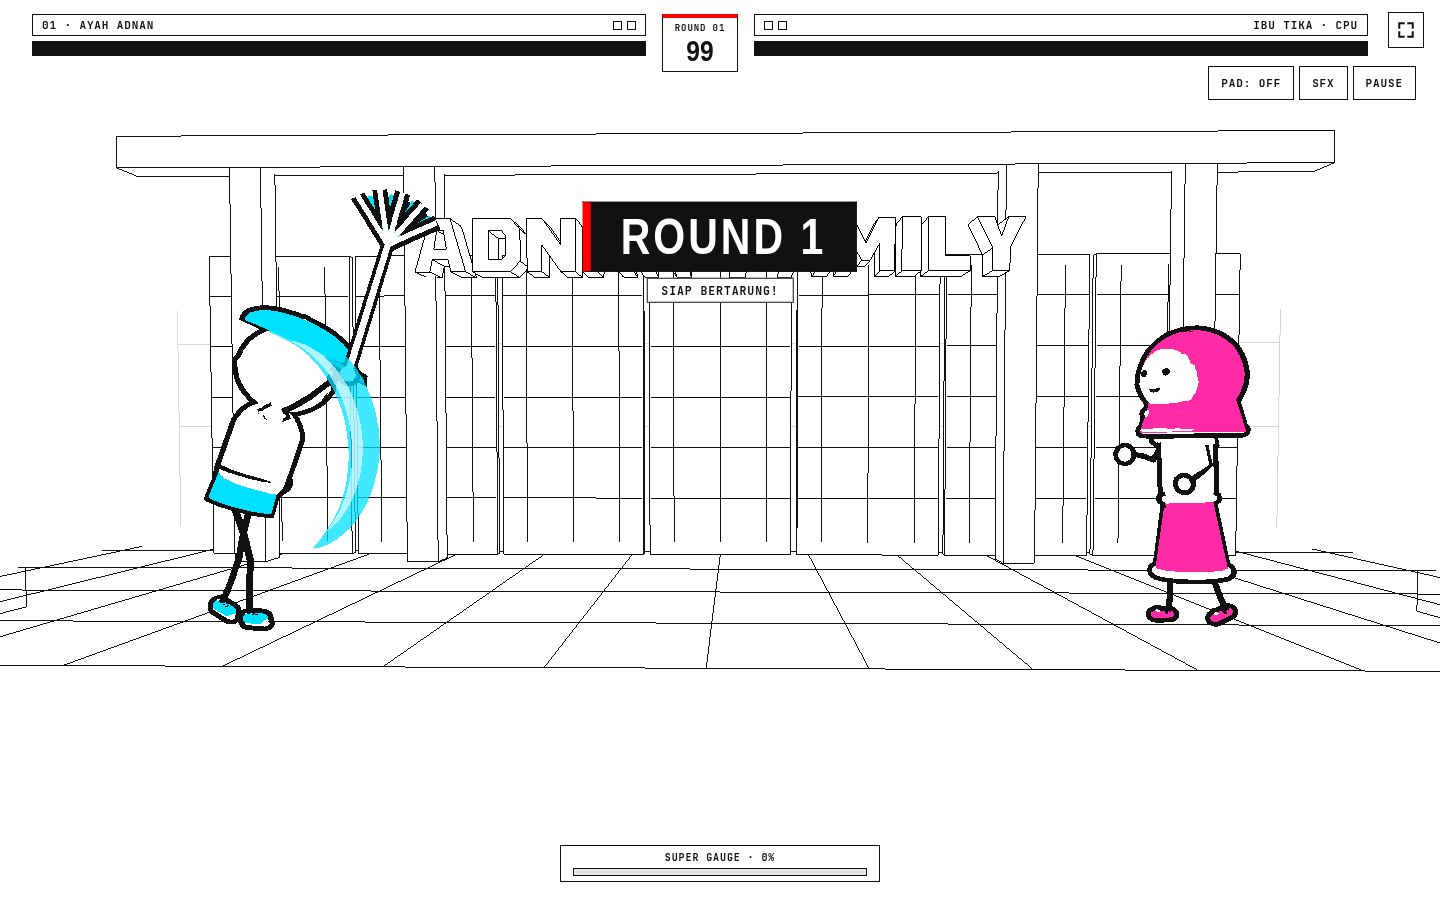 01 · AYAH ADNAN
ROUND 01
99
IBU TIKA · CPU
PAD: OFF
SFX
PAUSE
ROUND 1
SIAP BERTARUNG!
SUPER GAUGE · 0%